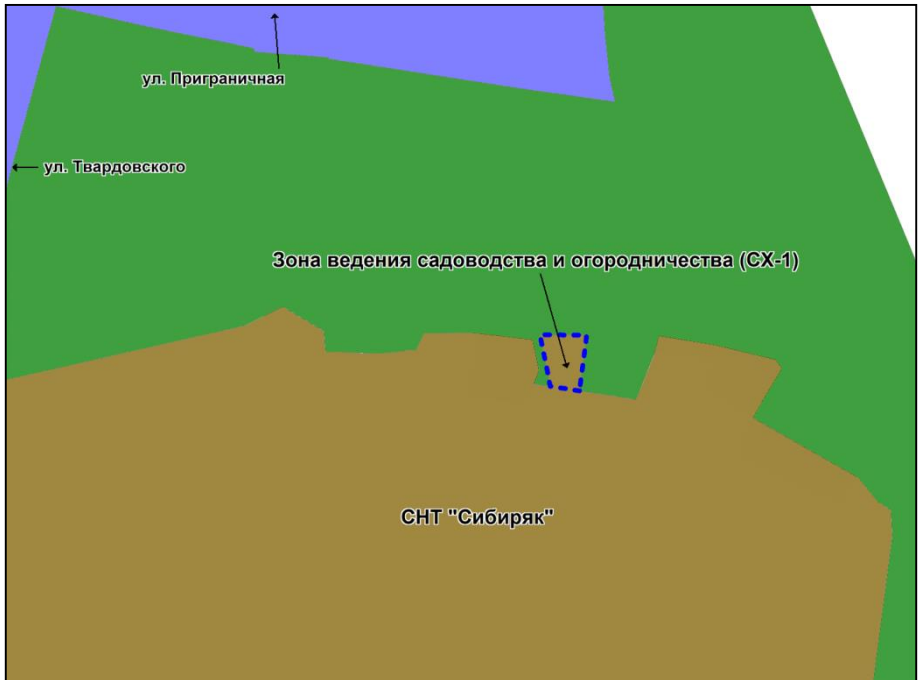 ул. Приграничная
ул. Твардовского
Зона ведения садоводства и огородничества (СХ-1)
СНТ "Сибиряк"